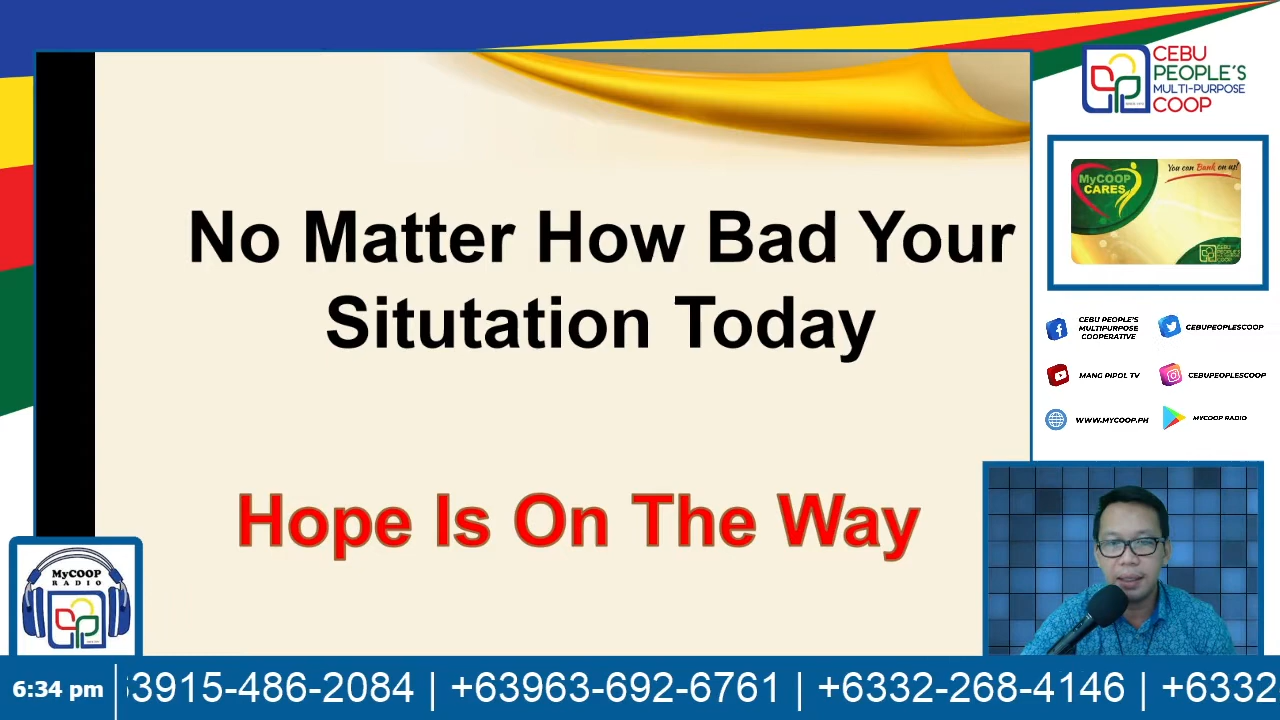 No Matter How Bad Your
Situtation Today
Hope Is On The Way
CEBU
PEOPLE'S
MULTI-PURPOSE
COOP
MyCOOP
CARES
You can Bank on us!
CEBU PEOPLE'S
MULTIPURPOSE
COOPERATIVE
CEBUPEOPLESCOOP
MANG PIPOL TV
CEBUPEOPLESCOOP
WWW.MYCOOP.PH
MYCOOP RADIO
MyCOOP
RADIO
6:34 pm
3915-486-2084 | +63963-692-6761 | +6332-268-4146 | +6332